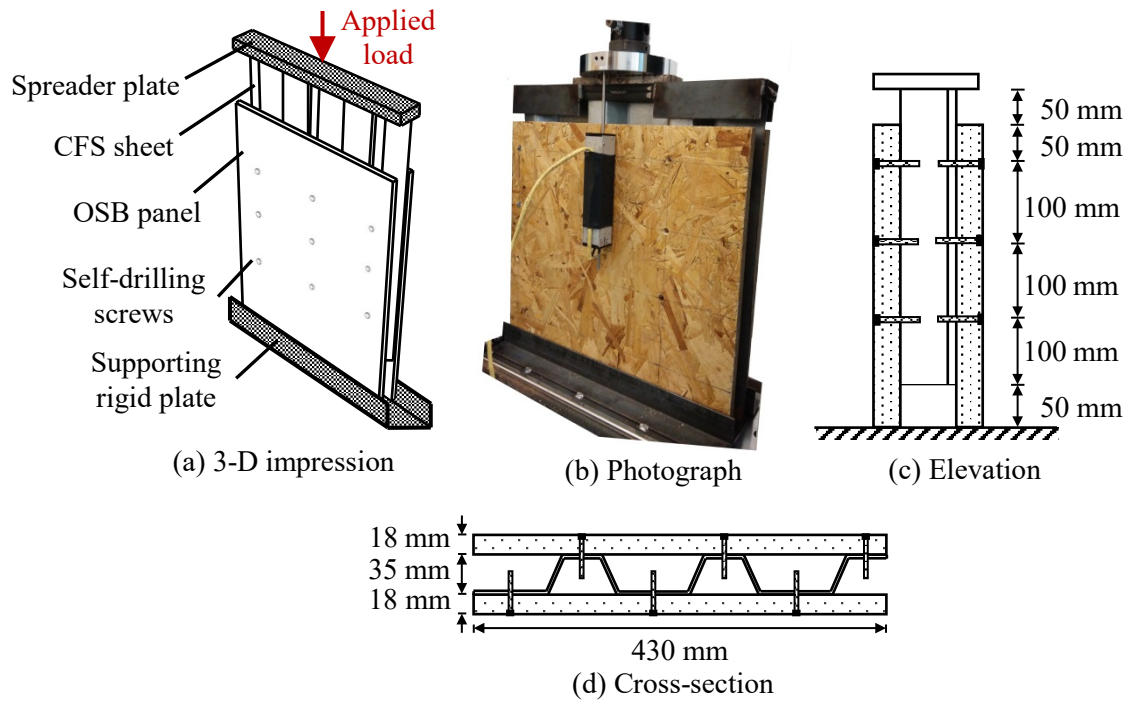 Applied
load
Spreader plate
CFS sheet
OSB panel
Self-drilling
screws
Supporting
rigid plate
(a) 3-D impression
(b) Photograph
50 mm
50 mm
100 mm
100 mm
100 mm
50 mm
(c) Elevation
18 mm
35 mm
18 mm
430 mm
(d) Cross-section